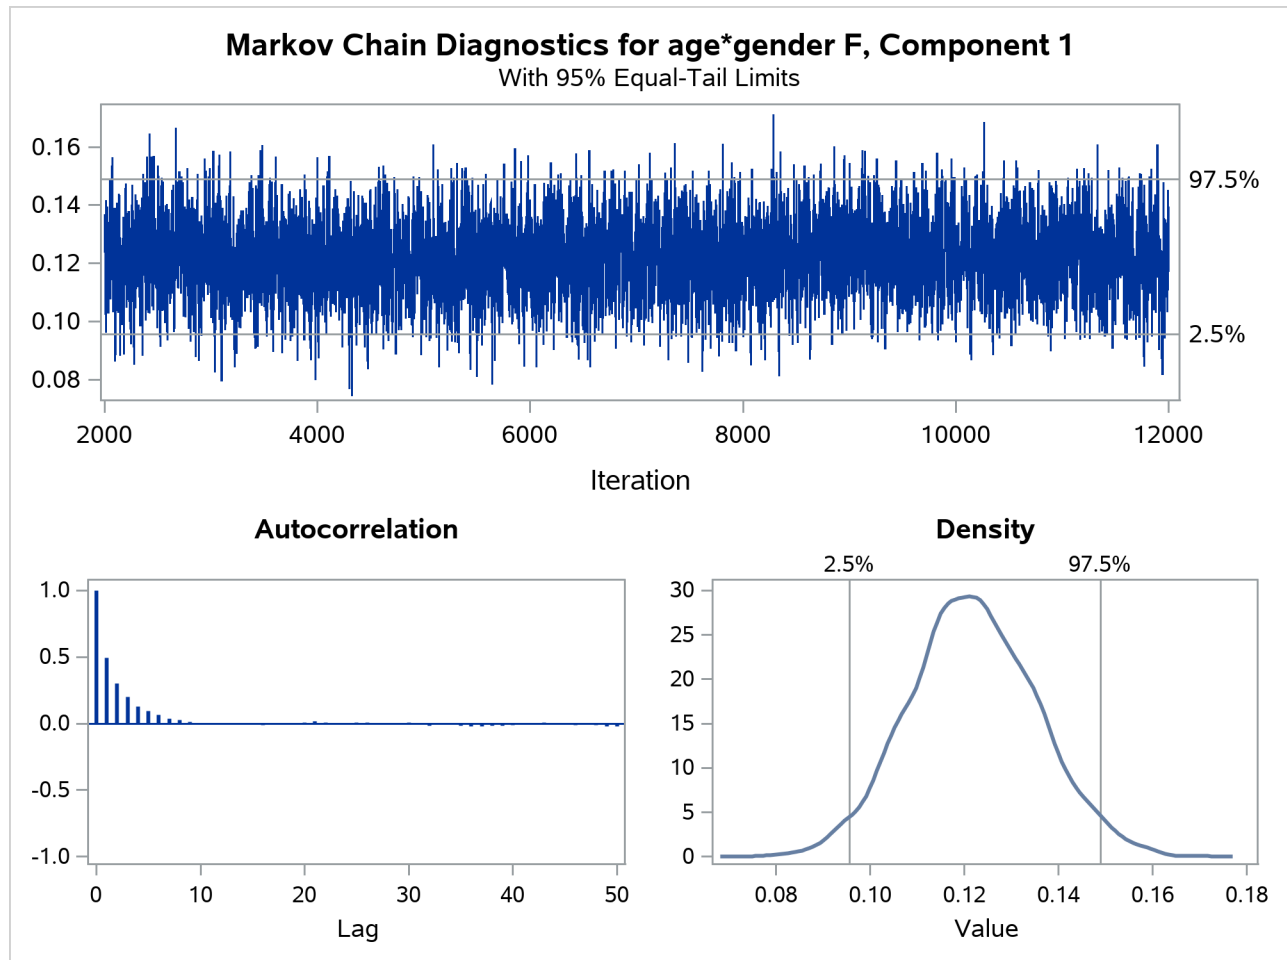 Markov Chain Diagnostics for age*gender F, Component 1
With 95% Equal-Tail Limits
0.16
0.14
0.12
0.10
0.08
97.5%
2.5%
2000 4000 6000 8000 10000 12000
Iteration
Autocorrelation
1.0
0.5
0.0
-0.5
-1.0
0 10 20 30 40 50
Lag
Density
2.5% 97.5%
30
25
20
15
10
5
0
0.08 0.10 0.12 0.14 0.16 0.18
Value